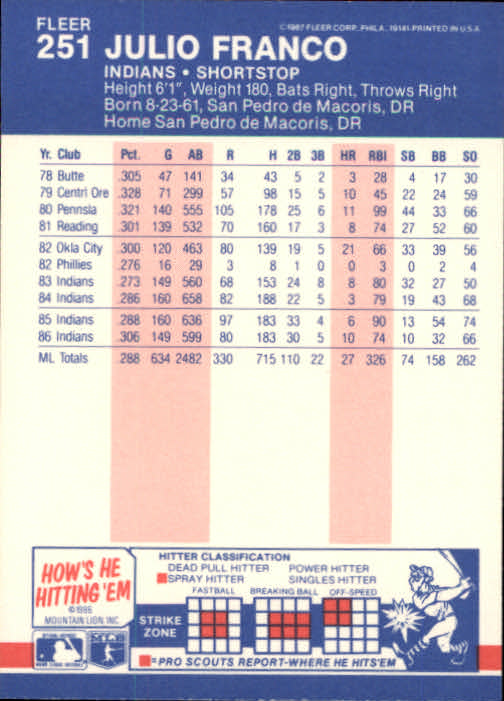 FLEER ©1987 FLEER CORP., PHILA., 19141-PRINTED IN U.S.A.
251 JULIO FRANCO
INDIANS • SHORTSTOP
Height 6'1", Weight 180, Bats Right, Throws Right
Born 8-23-61, San Pedro de Macoris, DR
Home San Pedro de Macoris, DR
Yr. Club Pct. G AB R H 2B 3B HR RBI SB BB SO
78 Butte .305 47 141 34 43 5 2 3 28 4 17 30
79 Centrl Ore .328 71 299 57 98 15 5 10 45 22 24 59
80 Pennsla .321 140 555 105 178 25 6 11 99 44 33 66
81 Reading .301 139 532 70 160 17 3 8 74 27 52 60
82 Okla City .300 120 463 80 139 19 5 21 66 33 39 56
82 Phillies .276 16 29 3 8 1 0 0 3 0 2 4
83 Indians .273 149 560 68 153 24 8 8 80 32 27 50
84 Indians .286 160 658 82 188 22 5 3 79 19 43 68
85 Indians .288 160 636 97 183 33 4 6 90 13 54 74
86 Indians .306 149 599 80 183 30 5 10 74 10 32 66
ML Totals .288 634 2482 330 715 110 22 27 326 74 158 262
HOW'S HE
HITTING 'EM
©1986
MOUNTAIN LION, INC
HITTER CLASSIFICATION
DEAD PULL HITTER POWER HITTER
SPRAY HITTER SINGLES HITTER
FASTBALL BREAKING BALL OFF-SPEED
STRIKE
ZONE
=PRO SCOUTS REPORT-WHERE HE HITS'EM